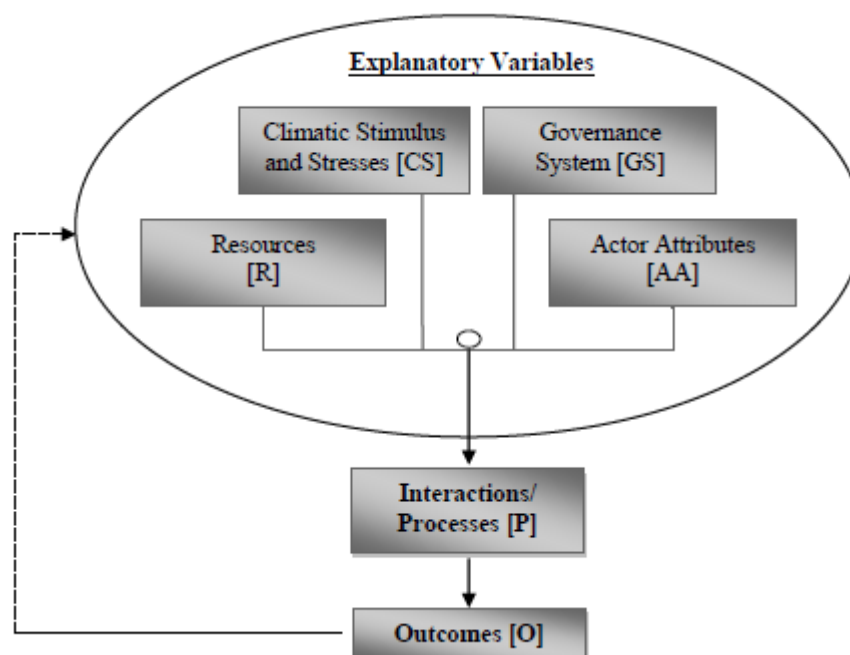 Explanatory Variables
Climatic Stimulus
and Stresses [CS]
Governance
System [GS]
Resources
[R]
Actor Attributes
[AA]
Interactions/
Processes [P]
Outcomes [O]